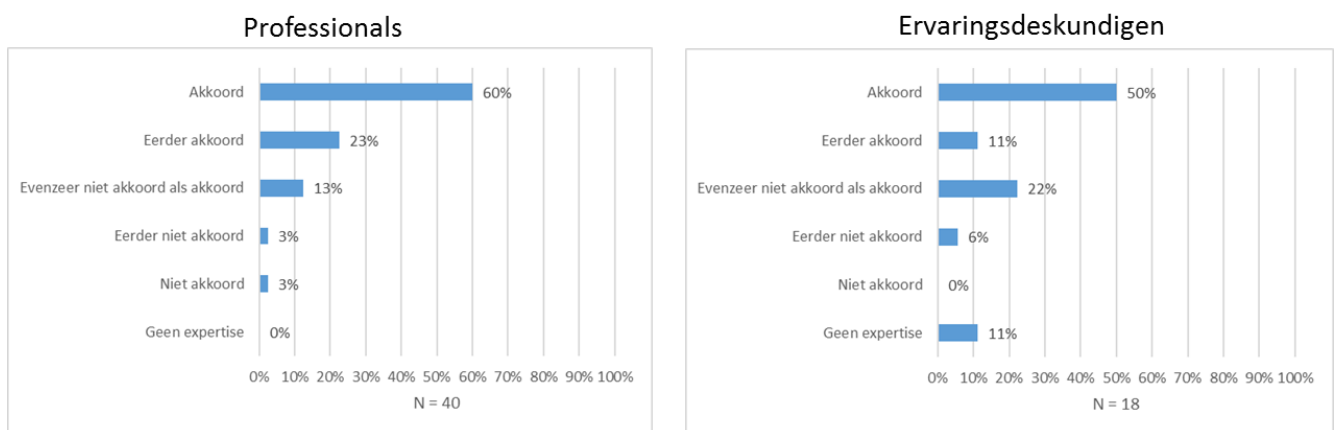 Professionals
Akkoord 60%
Eerder akkoord 23%
Evenzeer niet akkoord als akkoord 13%
Eerder niet akkoord 3%
Niet akkoord 3%
Geen expertise 0%
0% 10% 20% 30% 40% 50% 60% 70% 80% 90% 100%
N = 40
Ervaringsdeskundigen
Akkoord 50%
Eerder akkoord 11%
Evenzeer niet akkoord als akkoord 22%
Eerder niet akkoord 6%
Niet akkoord 0%
Geen expertise 11%
0% 10% 20% 30% 40% 50% 60% 70% 80% 90% 100%
N = 18